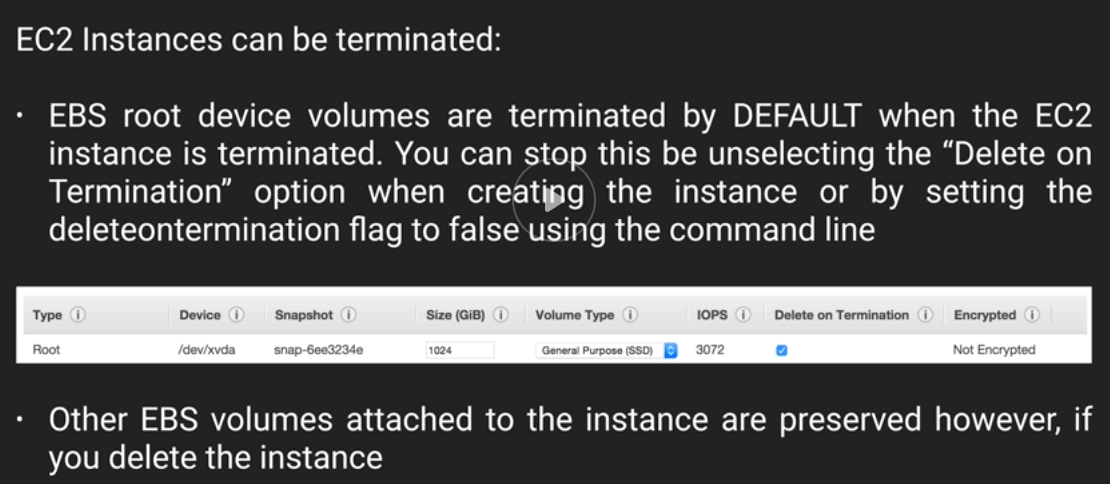 EC2 Instances can be terminated:
· EBS root device volumes are terminated by DEFAULT when the EC2
instance is terminated. You can stop this be unselecting the “Delete on
Termination” option when creating the instance or by setting the
deleteontermination flag to false using the command line
Type Device Snapshot Size (GiB) Volume Type IOPS Delete on Termination Encrypted
Root /dev/xvda snap-6ee3234e 1024 General Purpose (SSD) 3072 Not Encrypted
· Other EBS volumes attached to the instance are preserved however, if
you delete the instance